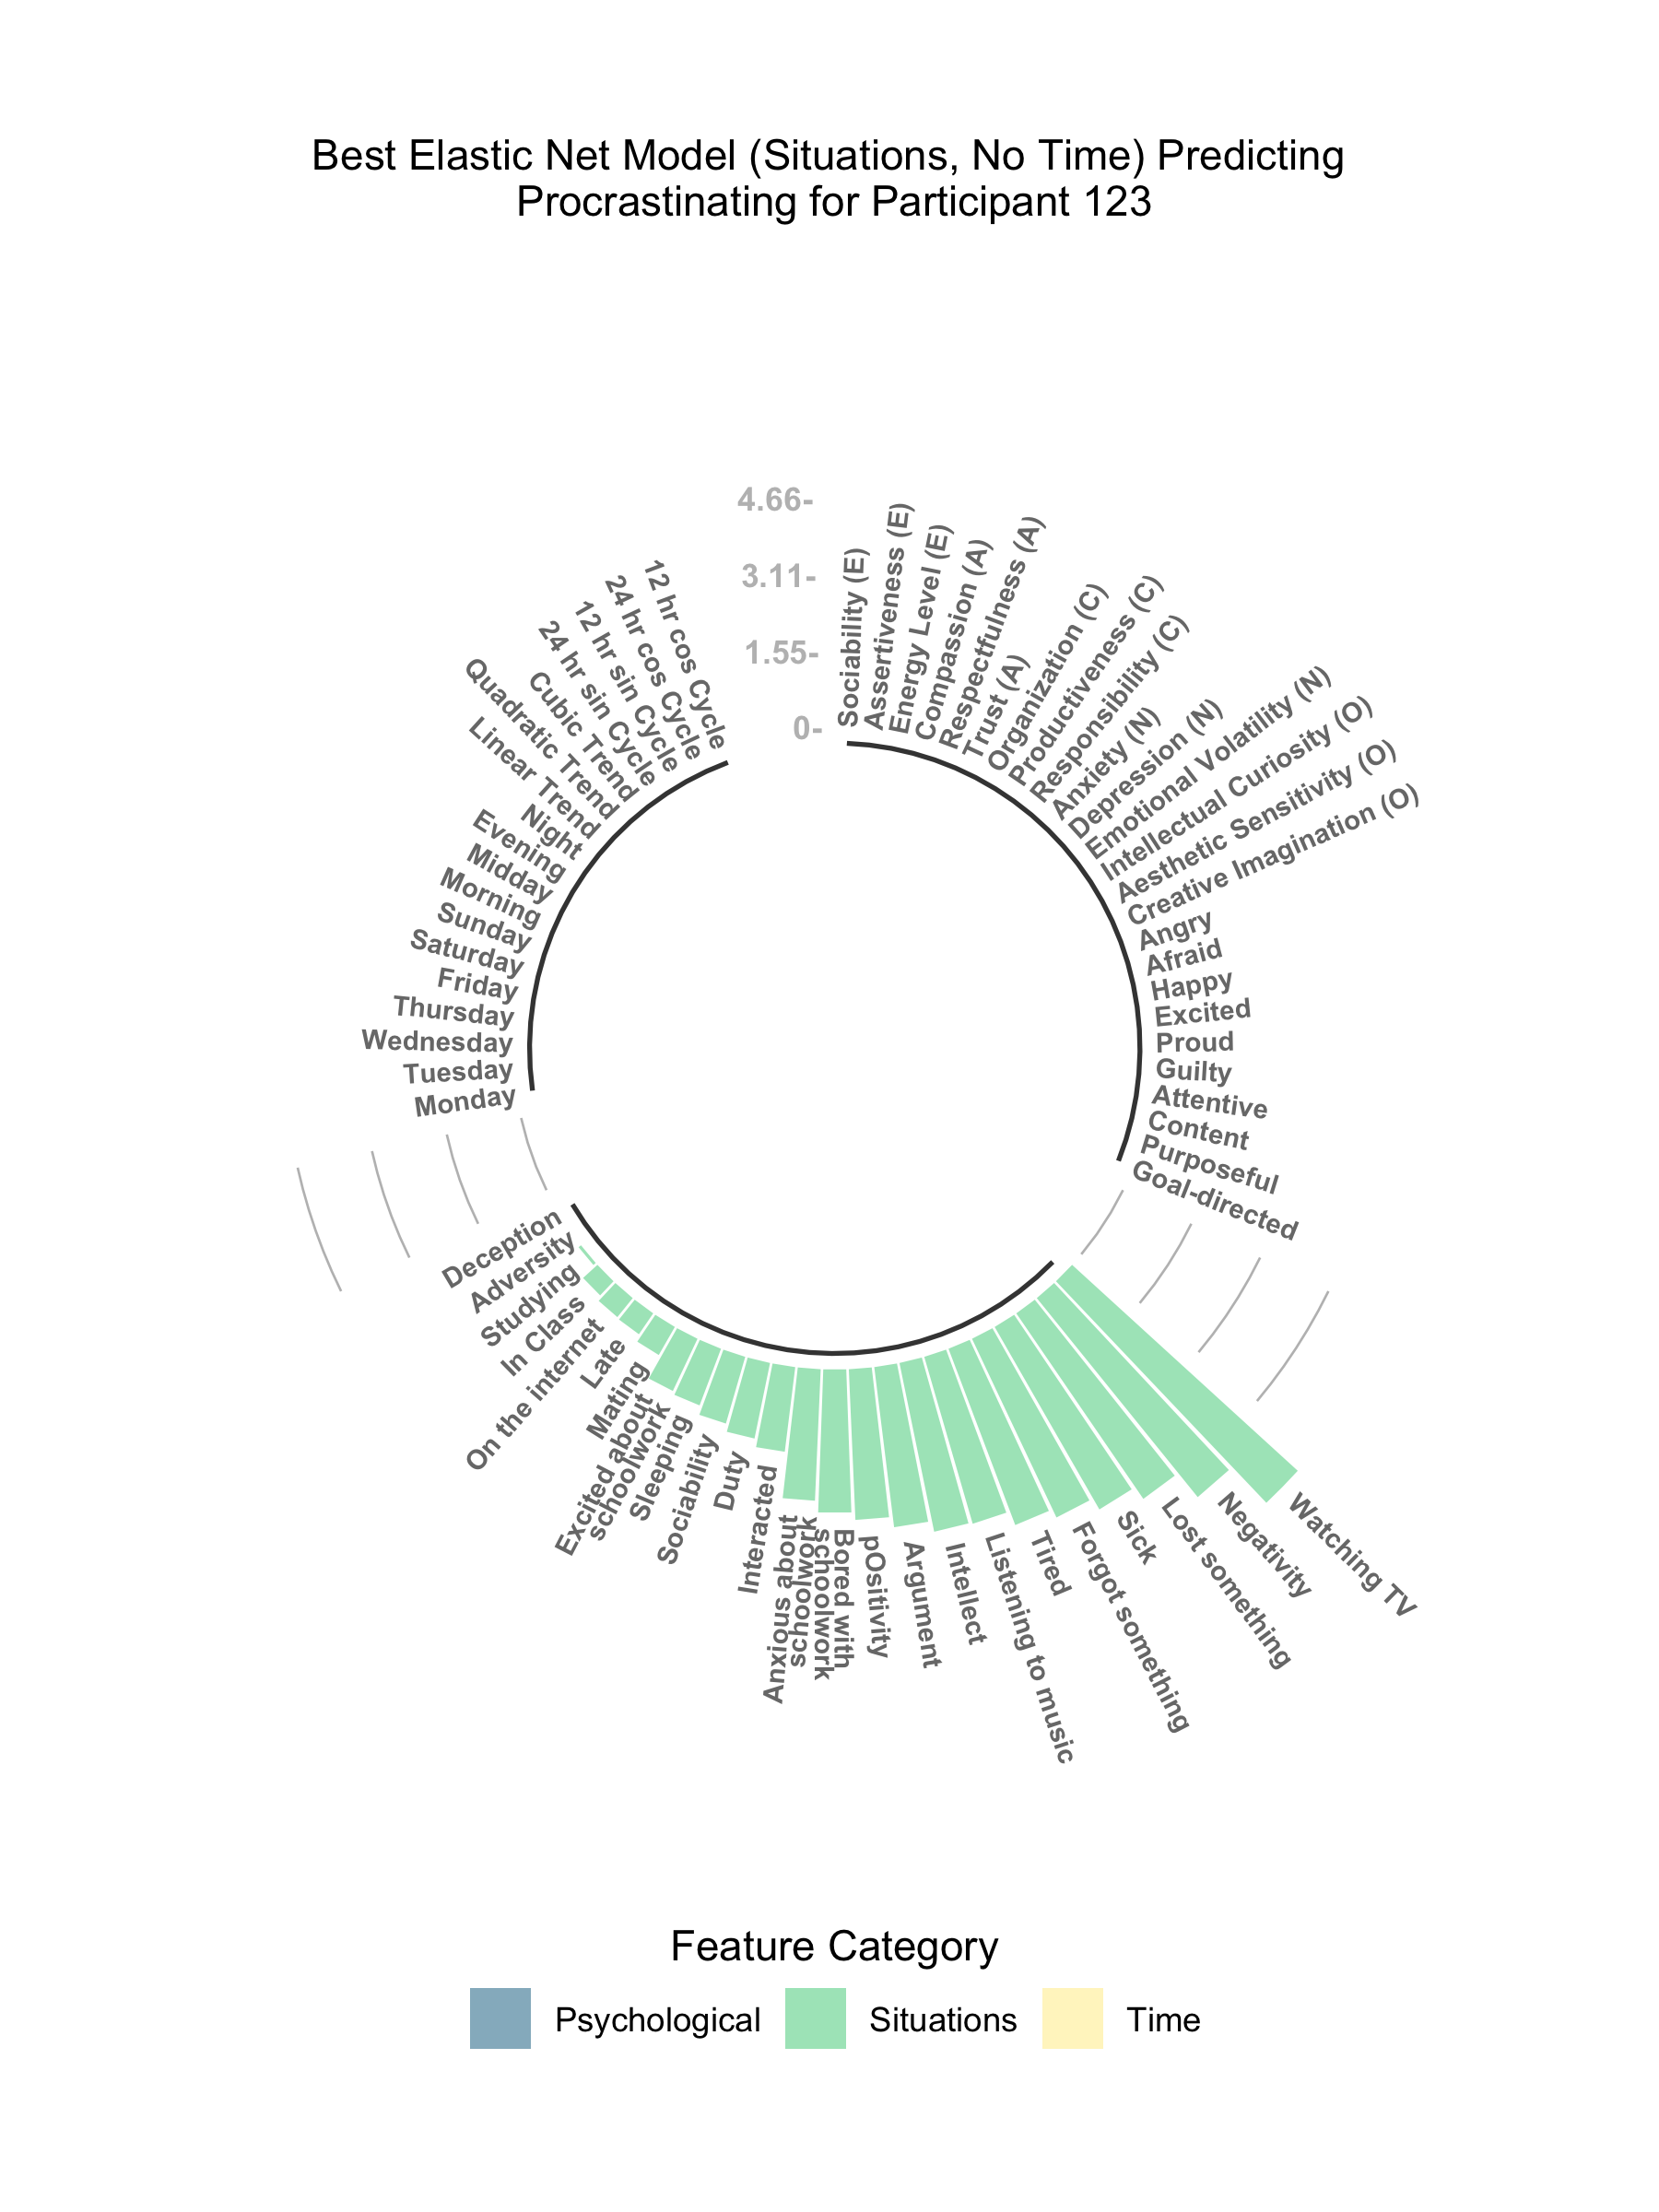 Best Elastic Net Model (Situations, No Time) Predicting
Procrastinating for Participant 123
4.66-
3.11-
1.55-
0-
Sociability (E)
Assertiveness (E)
Energy Level (E)
Compassion (A)
Respectfulness (A)
Trust (A)
Organization (C)
Productiveness (C)
Responsibility (C)
Anxiety (N)
Depression (N)
Emotional Volatility (N)
Intellectual Curiosity (O)
Aesthetic Sensitivity (O)
Creative Imagination (O)
Angry
Afraid
Happy
Excited
Proud
Guilty
Attentive
Content
Purposeful
Goal-directed
Watching TV
Negativity
Lost something
Sick
Forgot something
Tired
Listening to music
Intellect
Argument
pOsitivity
Bored with
schoolwork
Anxious about
schoolwork
Interacted
Duty
Sociability
Sleeping
Excited about
schoolwork
Mating
Late
On the internet
In Class
Studying
Adversity
Deception
Monday
Tuesday
Wednesday
Thursday
Friday
Saturday
Sunday
Morning
Midday
Evening
Night
Linear Trend
Quadratic Trend
Cubic Trend
24 hr sin Cycle
12 hr sin Cycle
24 hr cos Cycle
12 hr cos Cycle
Feature Category
Psychological
Situations
Time